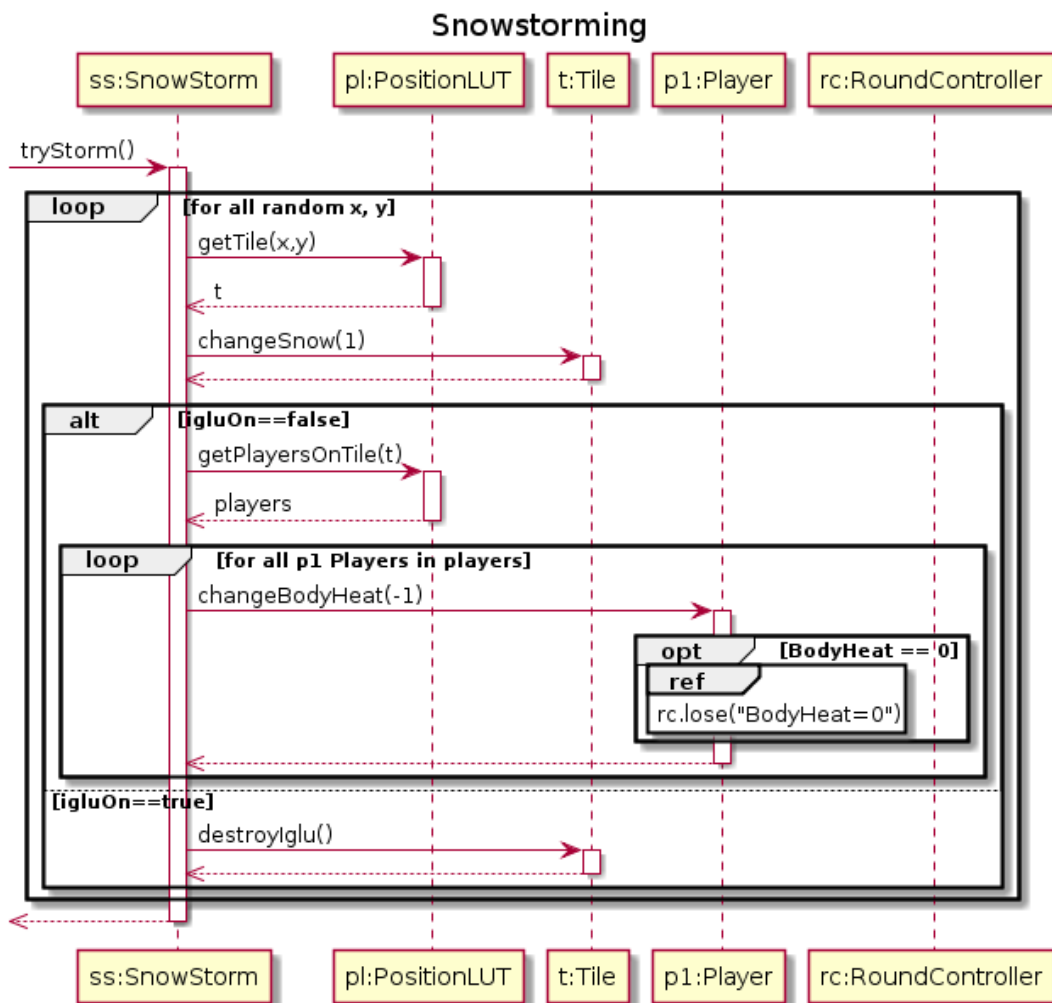 Snowstorming
ss:SnowStorm pl:PositionLUT t:Tile p1:Player rc:RoundController
tryStorm()
loop [for all random x, y]
getTile(x,y)
t
changeSnow(1)
alt [igluOn==false]
getPlayersOnTile(t)
players
loop [for all p1 Players in players]
changeBodyHeat(-1)
opt [BodyHeat == 0]
ref
rc.lose("BodyHeat=0")
[igluOn==true]
destroyIglu()
ss:SnowStorm pl:PositionLUT t:Tile p1:Player rc:RoundController